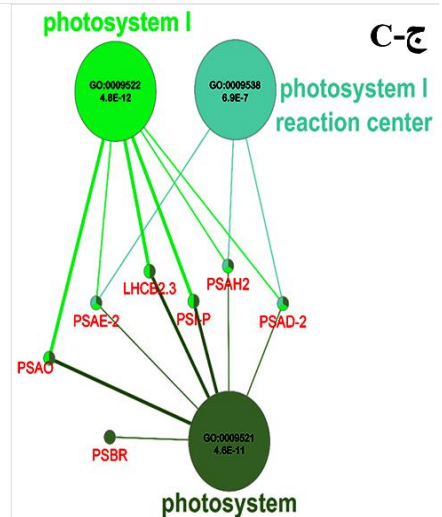 photosystem I
C-ج
GO:0009522
4.8E-12
GO:0009538
6.9E-7
photosystem I
reaction center
LHCB2.3
PSAH2
PSAE-2
PSI-P
PSAD-2
PSAO
GO:0009521
4.6E-11
PSBR
photosystem